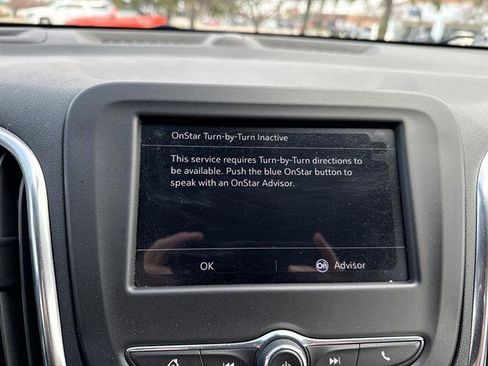 OnStar Turn-by-Turn Inactive
This service requires Turn-by-Turn directions to
be available. Push the blue OnStar button to
speak with an OnStar Advisor.
OK
On Advisor